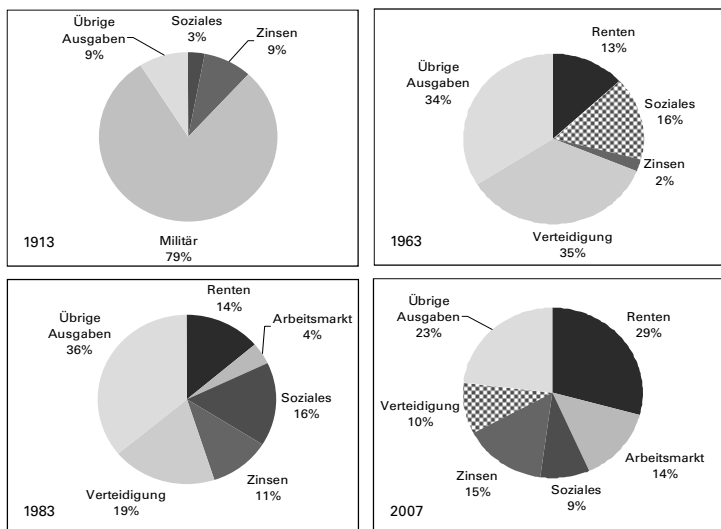 Übrige
Ausgaben
9%
Soziales
3%
Zinsen
9%
Militär
79%
1913
Renten
13%
Übrige
Ausgaben
34%
Soziales
16%
Zinsen
2%
Verteidigung
35%
1963
Renten
14%
Arbeitsmarkt
4%
Übrige
Ausgaben
36%
Soziales
16%
Zinsen
11%
Verteidigung
19%
1983
Übrige
Ausgaben
23%
Renten
29%
Verteidigung
10%
Arbeitsmarkt
14%
Zinsen
15%
Soziales
9%
2007